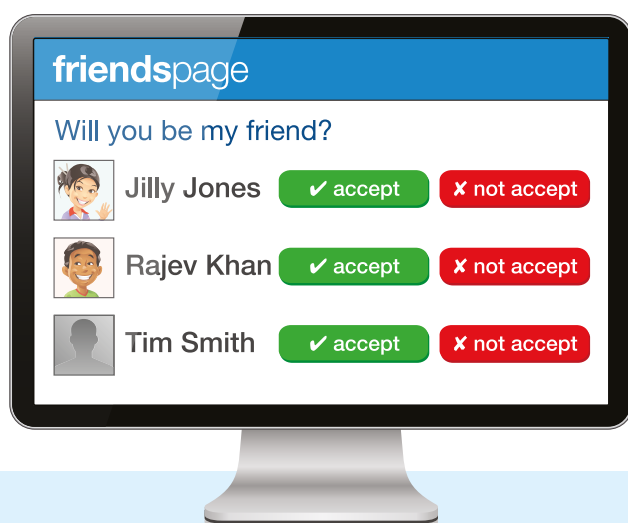 friendspage
Will you be my friend?
Jilly Jones ✔ accept ✘ not accept
Rajev Khan ✔ accept ✘ not accept
Tim Smith ✔ accept ✘ not accept